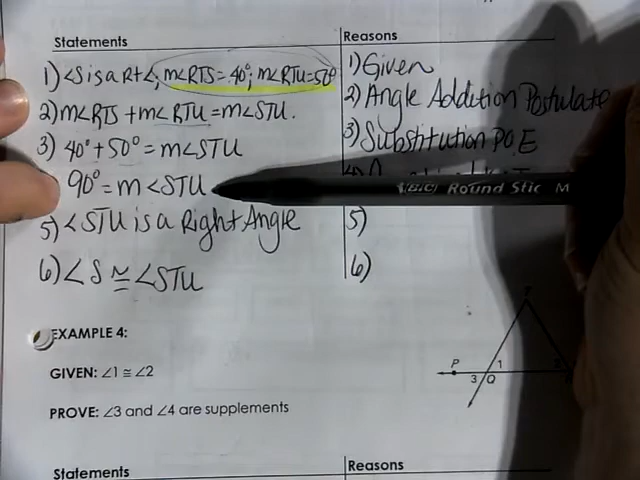 Statements Reasons
1) ∠S is a Rt∠, m∠RTS = 40°; m∠RTU = 50° 1) Given
2) m∠RTS + m∠RTU = m∠STU. 2) Angle Addition Postulate
3) 40° + 50° = m∠STU 3) Substitution POE
90° = m∠STU
BIC Round Stic M
5) ∠STU is a Right Angle 5)
6) ∠S ≅ ∠STU 6)
EXAMPLE 4:
GIVEN: ∠1 ≅ ∠2
P 1
3 Q
PROVE: ∠3 and ∠4 are supplements
Statements Reasons